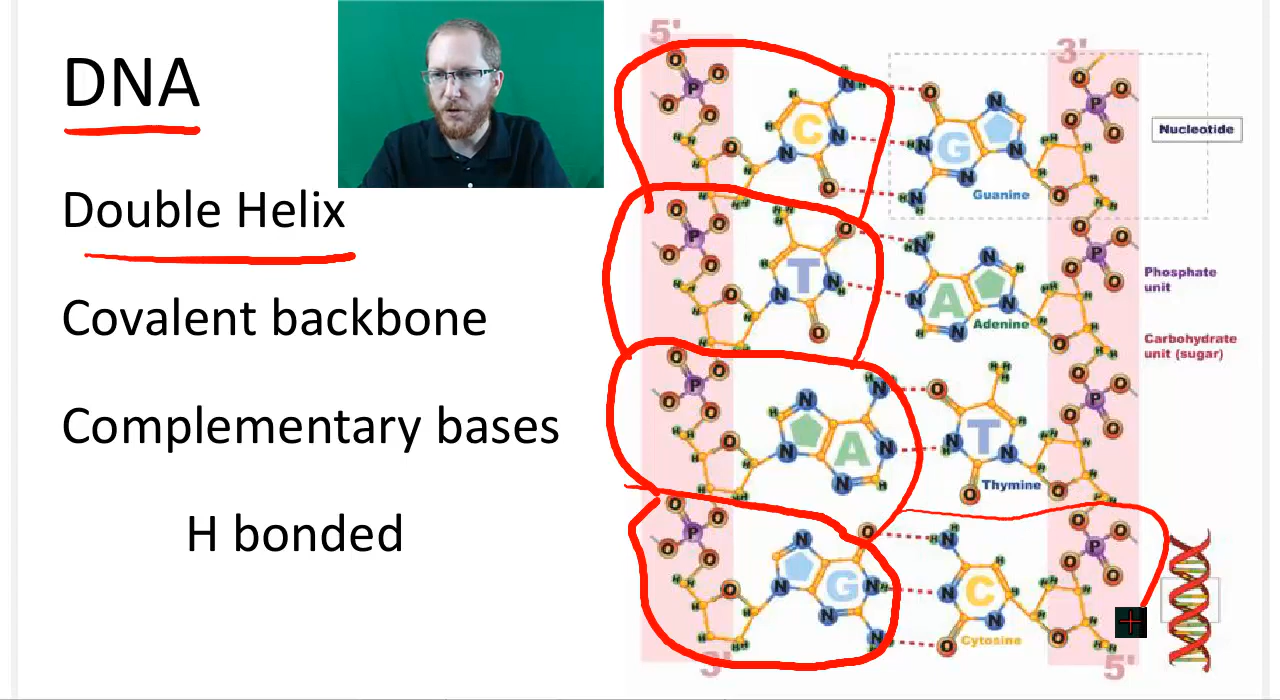 DNA
Double Helix
Covalent backbone
Complementary bases
H bonded
5'
3'
C
G
Guanine
Nucleotide
T
A
Adenine
Phosphate
unit
Carbohydrate
unit (sugar)
A
T
Thymine
G
C
Cytosine
3'
5'